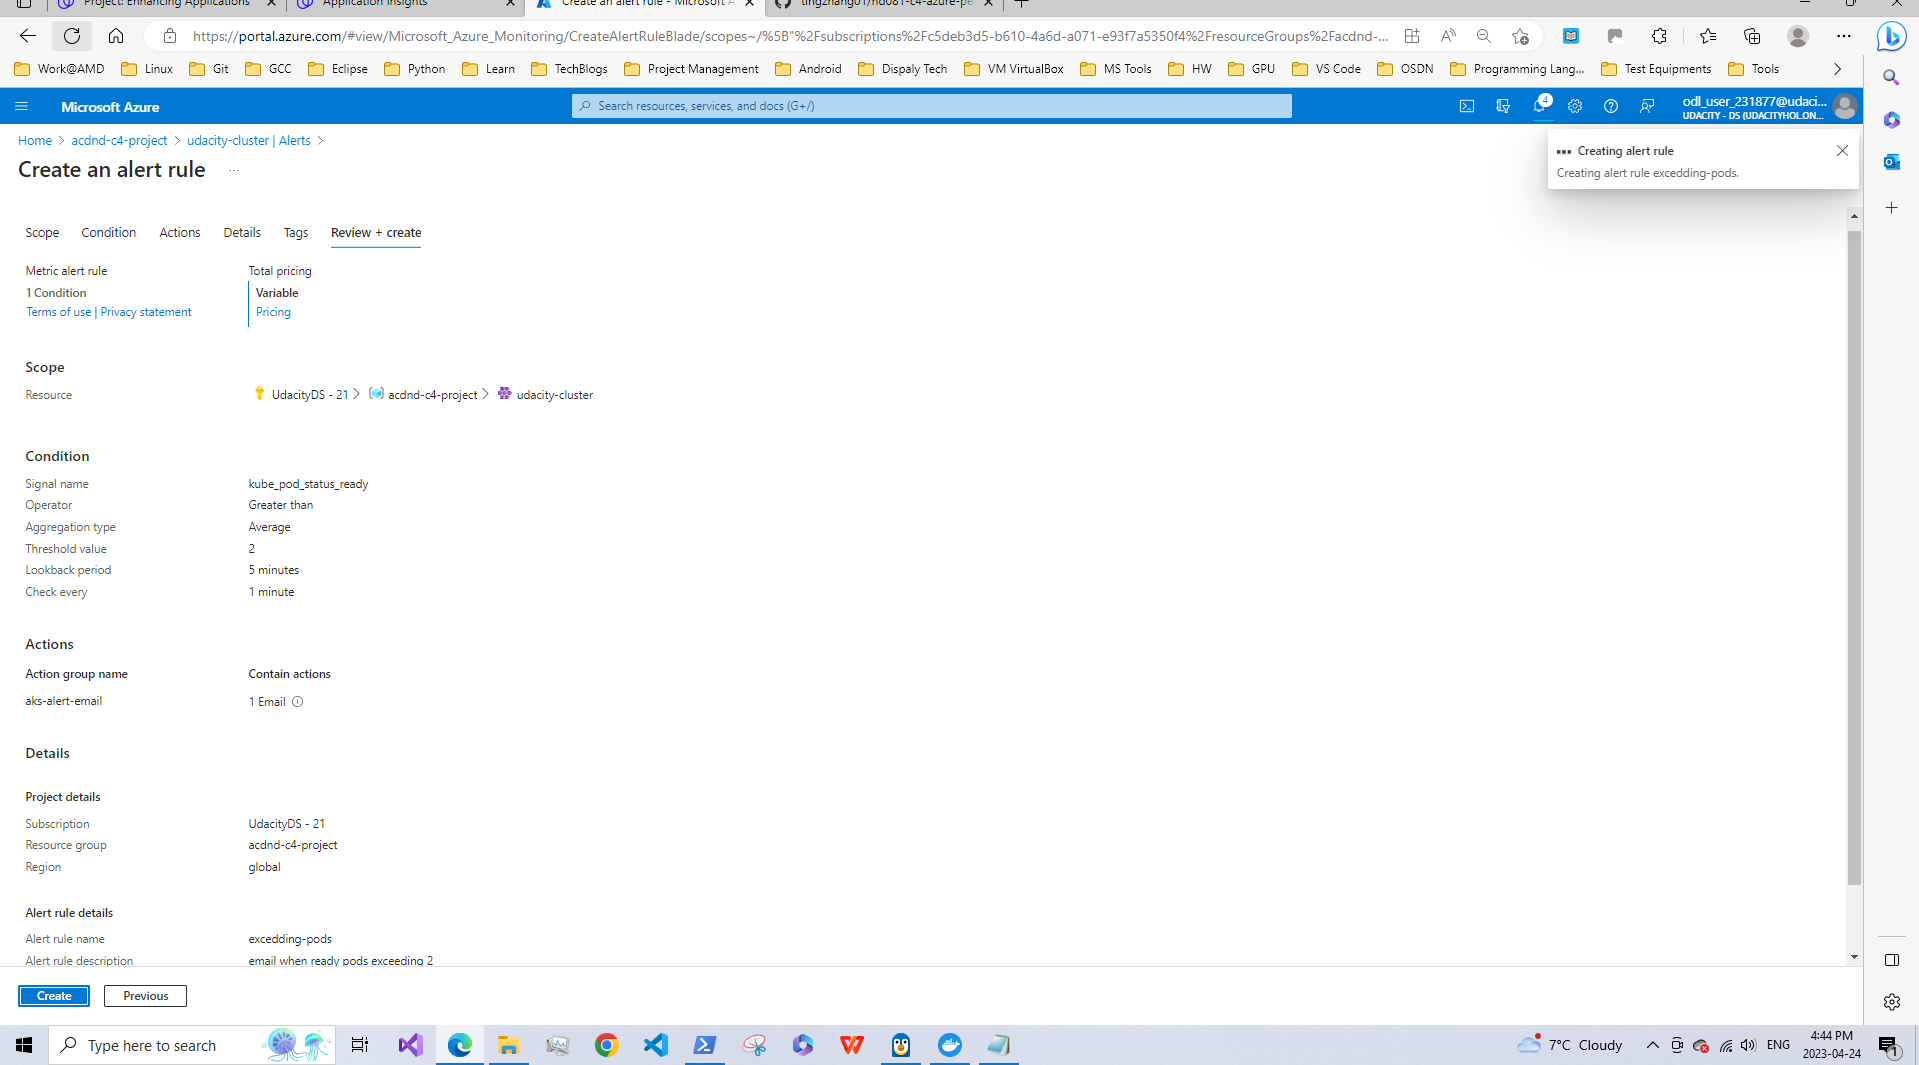 Project: Enhancing Applications
Application Insights
Create an alert rule - Microsoft A
tingzhang01/nd081-c4-azure-pe
https://portal.azure.com/#view/Microsoft_Azure_Monitoring/CreateAlertRuleBlade/scopes~/%5B"%2Fsubscriptions%2Fc5deb3d5-b610-4a6d-a071-e93f7a5350f4%2FresourceGroups%2Facdnd-...
Work@AMD Linux Git GCC Eclipse Python Learn TechBlogs Project Management Android Dispaly Tech VM VirtualBox MS Tools HW GPU VS Code OSDN Programming Lang... Test Equipments Tools
Microsoft Azure
Search resources, services, and docs (G+/)
4
odl_user_231877@udaci...
UDACITY - DS (UDACITYHOL.ON...
Home > acdnd-c4-project > udacity-cluster | Alerts >
Create an alert rule ...
Creating alert rule
Creating alert rule excedding-pods.
Scope Condition Actions Details Tags Review + create
Metric alert rule Total pricing
1 Condition Variable
Terms of use | Privacy statement Pricing
Scope
Resource UdacityDS - 21 > acdnd-c4-project > udacity-cluster
Condition
Signal name kube_pod_status_ready
Operator Greater than
Aggregation type Average
Threshold value 2
Lookback period 5 minutes
Check every 1 minute
Actions
Action group name Contain actions
aks-alert-email 1 Email
Details
Project details
Subscription UdacityDS - 21
Resource group acdnd-c4-project
Region global
Alert rule details
Alert rule name excedding-pods
Alert rule description email when ready pods exceeding 2
Create Previous
Type here to search
7°C Cloudy
ENG
4:44 PM
2023-04-24
1